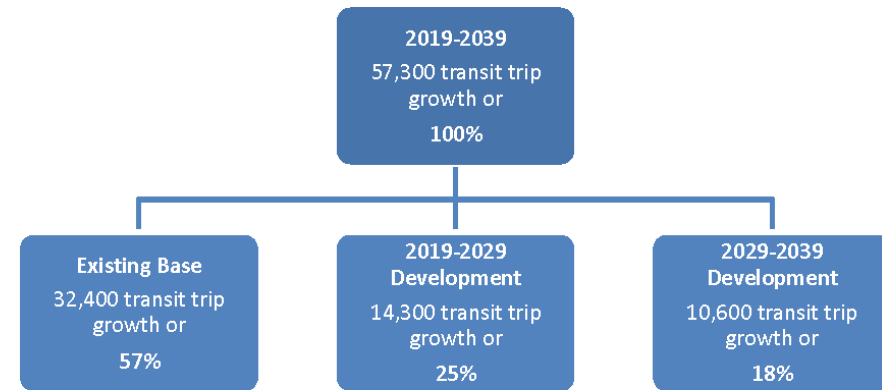 2019-2039
57,300 transit trip
growth or
100%
Existing Base
32,400 transit trip
growth or
57%
2019-2029
Development
14,300 transit trip
growth or
25%
2029-2039
Development
10,600 transit trip
growth or
18%